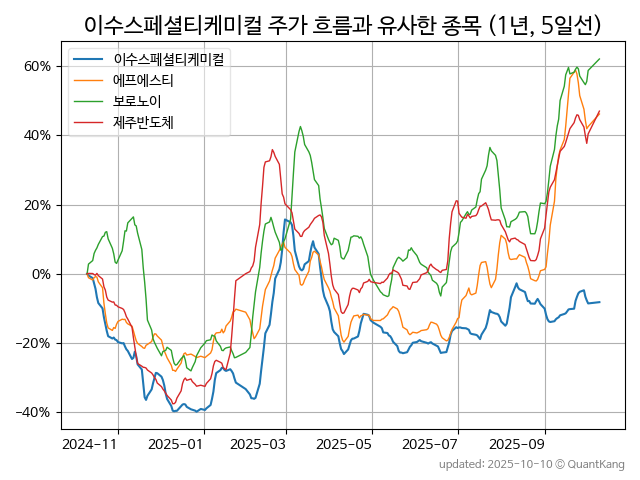 이수스페셜티케미컬 주가 흐름과 유사한 종목 (1년, 5일선)
이수스페셜티케미컬
에프에스티
보로노이
제주반도체
60%
40%
20%
0%
−20%
−40%
2024−11
2025−01
2025−03
2025−05
2025−07
2025−09
updated: 2025-10-10 © QuantKang